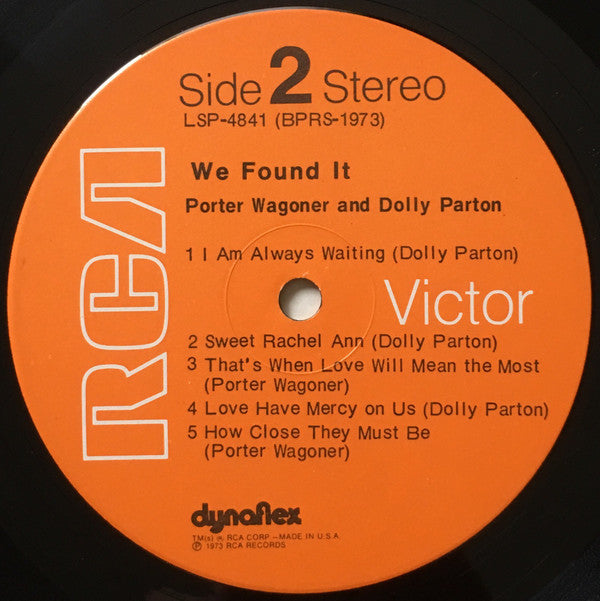 Side 2 Stereo
LSP-4841 (BPRS-1973)
We Found It
Porter Wagoner and Dolly Parton
1 I Am Always Waiting (Dolly Parton)
RCA
Victor
2 Sweet Rachel Ann (Dolly Parton)
3 That's When Love Will Mean the Most
(Porter Wagoner)
4 Love Have Mercy on Us (Dolly Parton)
5 How Close They Must Be
(Porter Wagoner)
dynaflex
TM(s) ® RCA CORP.–MADE IN U.S.A.
℗ 1973 RCA RECORDS